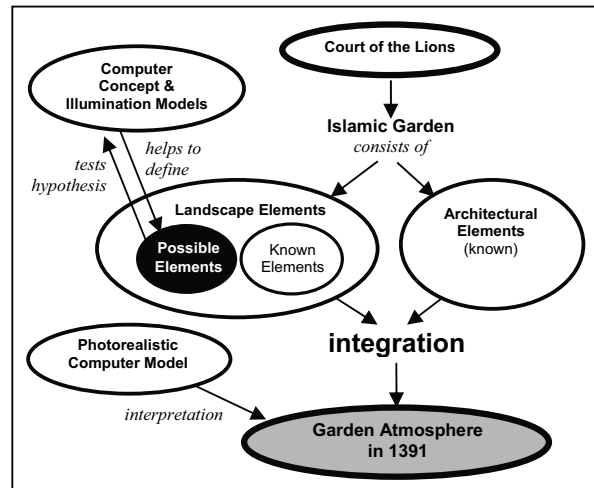 Court of the Lions
Computer
Concept &
Illumination Models
Islamic Garden
consists of
tests
hypothesis
helps to
define
Landscape Elements
Possible
Elements
Known
Elements
Architectural
Elements
(known)
integration
Photorealistic
Computer Model
interpretation
Garden Atmosphere
in 1391